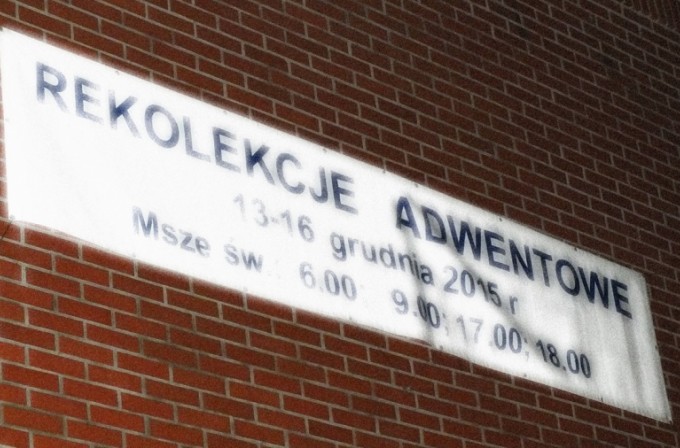 REKOLEKCJE ADWENTOWE
13-16 grudnia 2015 r
Msze św. 6.00 9.00; 17.00; 18.00